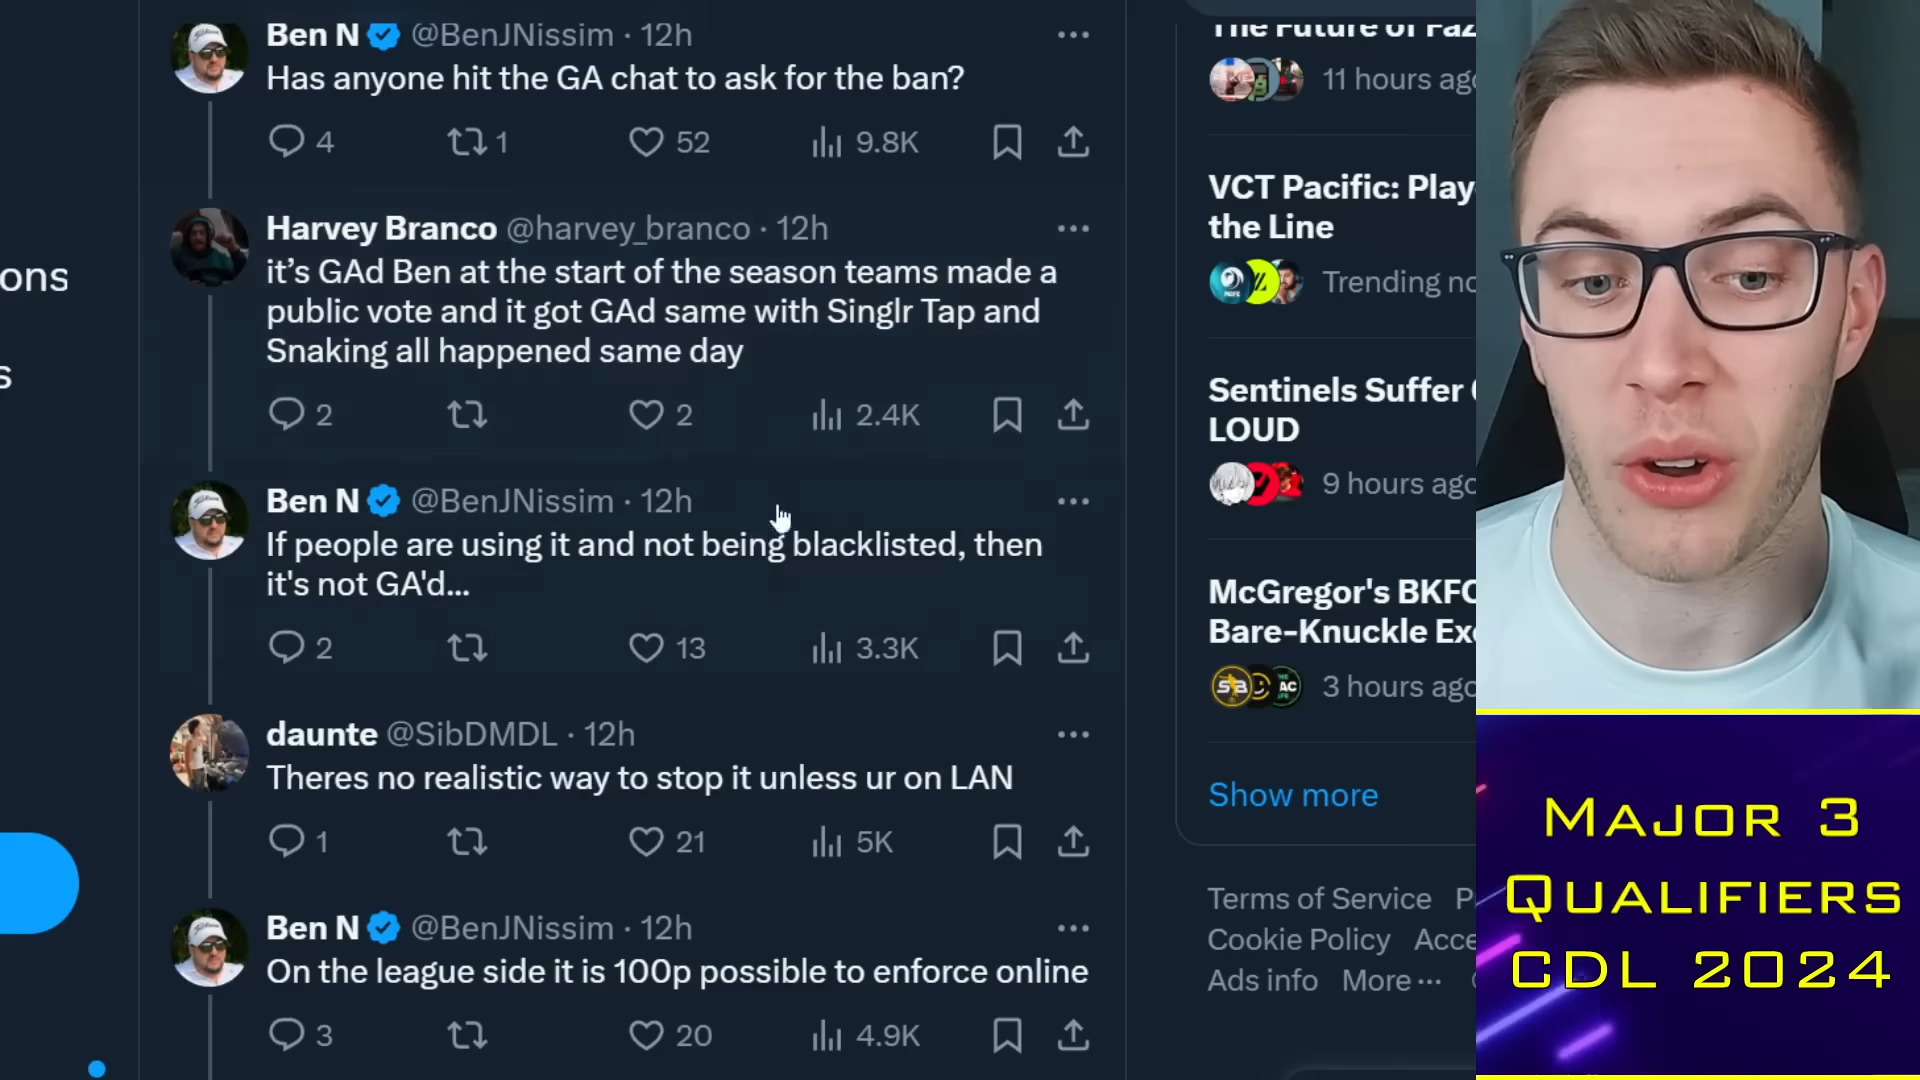 Ben N @BenJNissim · 12h
Has anyone hit the GA chat to ask for the ban?
4 1 52 9.8K
Harvey Branco @harvey_branco · 12h
it's GAd Ben at the start of the season teams made a
public vote and it got GAd same with Singlr Tap and
Snaking all happened same day
2 2 2.4K
Ben N @BenJNissim · 12h
If people are using it and not being blacklisted, then
it's not GA'd...
2 13 3.3K
daunte @SibDMDL · 12h
Theres no realistic way to stop it unless ur on LAN
1 21 5K
Ben N @BenJNissim · 12h
On the league side it is 100p possible to enforce online
3 20 4.9K
ons
s
The Future of Faz
11 hours ago
VCT Pacific: Play
the Line
Trending no
Sentinels Suffer
LOUD
9 hours ago
McGregor's BKFC
Bare-Knuckle Exc
3 hours ago
Show more
Terms of Service P
Cookie Policy Acce
Ads info More ···
MAJOR 3
QUALIFIERS
CDL 2024